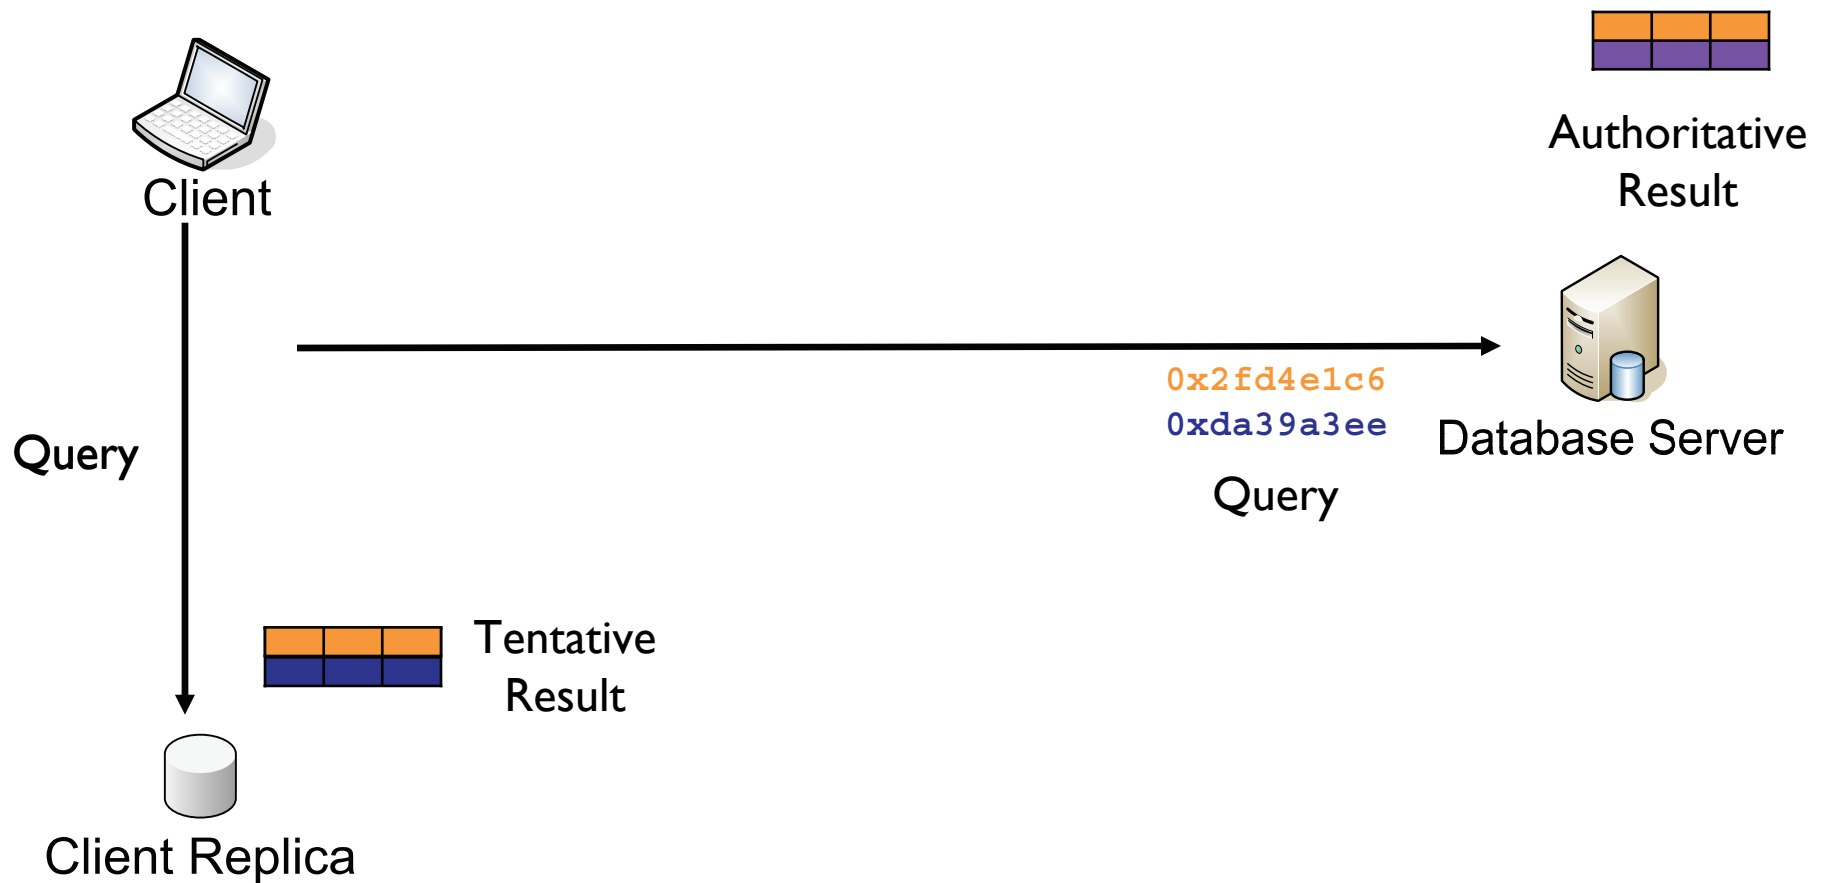 Authoritative
Result
Client
0x2fd4e1c6
0xda39a3ee
Database Server
Query
Query
Tentative
Result
Client Replica